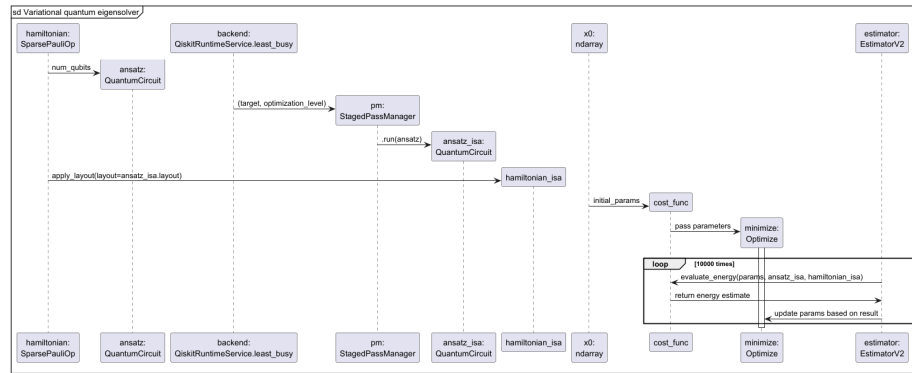 sd Variational quantum eigensolver
hamiltonian:
SparsePauliOp
backend:
QiskitRuntimeService.least_busy
x0:
ndarray
estimator:
EstimatorV2
num_qubits
ansatz:
QuantumCircuit
(target, optimization_level)
pm:
StagedPassManager
.run(ansatz)
ansatz_isa:
QuantumCircuit
apply_layout(layout=ansatz_isa.layout)
hamiltonian_isa
initial_params
cost_func
pass parameters
minimize:
Optimize
loop [10000 times]
evaluate_energy(params, ansatz_isa, hamiltonian_isa)
return energy estimate
update params based on result
hamiltonian:
SparsePauliOp
ansatz:
QuantumCircuit
backend:
QiskitRuntimeService.least_busy
pm:
StagedPassManager
ansatz_isa:
QuantumCircuit
hamiltonian_isa
x0:
ndarray
cost_func
minimize:
Optimize
estimator:
EstimatorV2